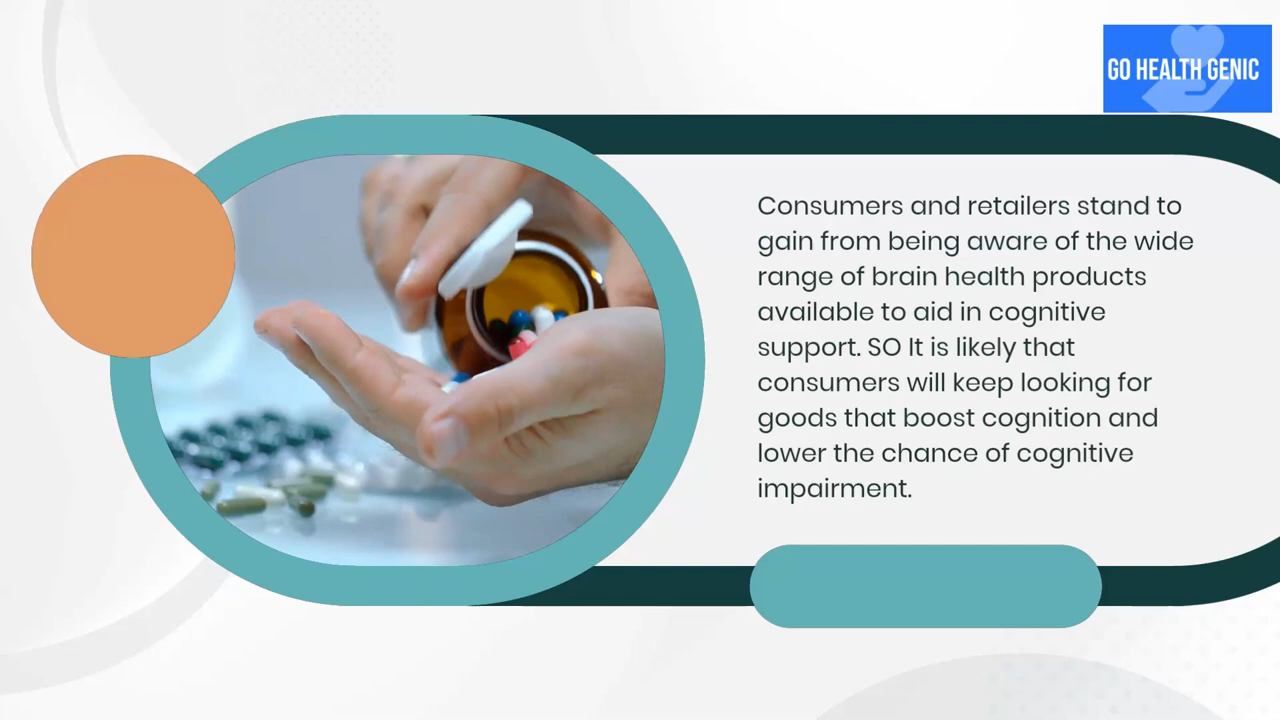 GO HEALTH GENIC
Consumers and retailers stand to
gain from being aware of the wide
range of brain health products
available to aid in cognitive
support. SO It is likely that
consumers will keep looking for
goods that boost cognition and
lower the chance of cognitive
impairment.